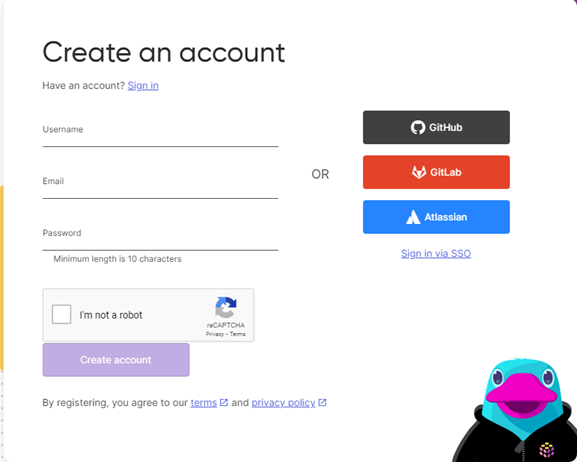 Create an account
Have an account? Sign in
Username
Email
Password
Minimum length is 10 characters
I'm not a robot
reCAPTCHA
Privacy - Terms
Create account
By registering, you agree to our terms and privacy policy
OR
GitHub
GitLab
Atlassian
Sign in via SSO